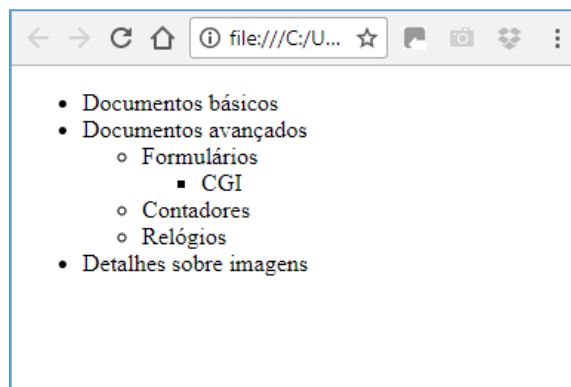 file:///C:/U...
Documentos básicos
Documentos avançados
Formulários
CGI
Contadores
Relógios
Detalhes sobre imagens